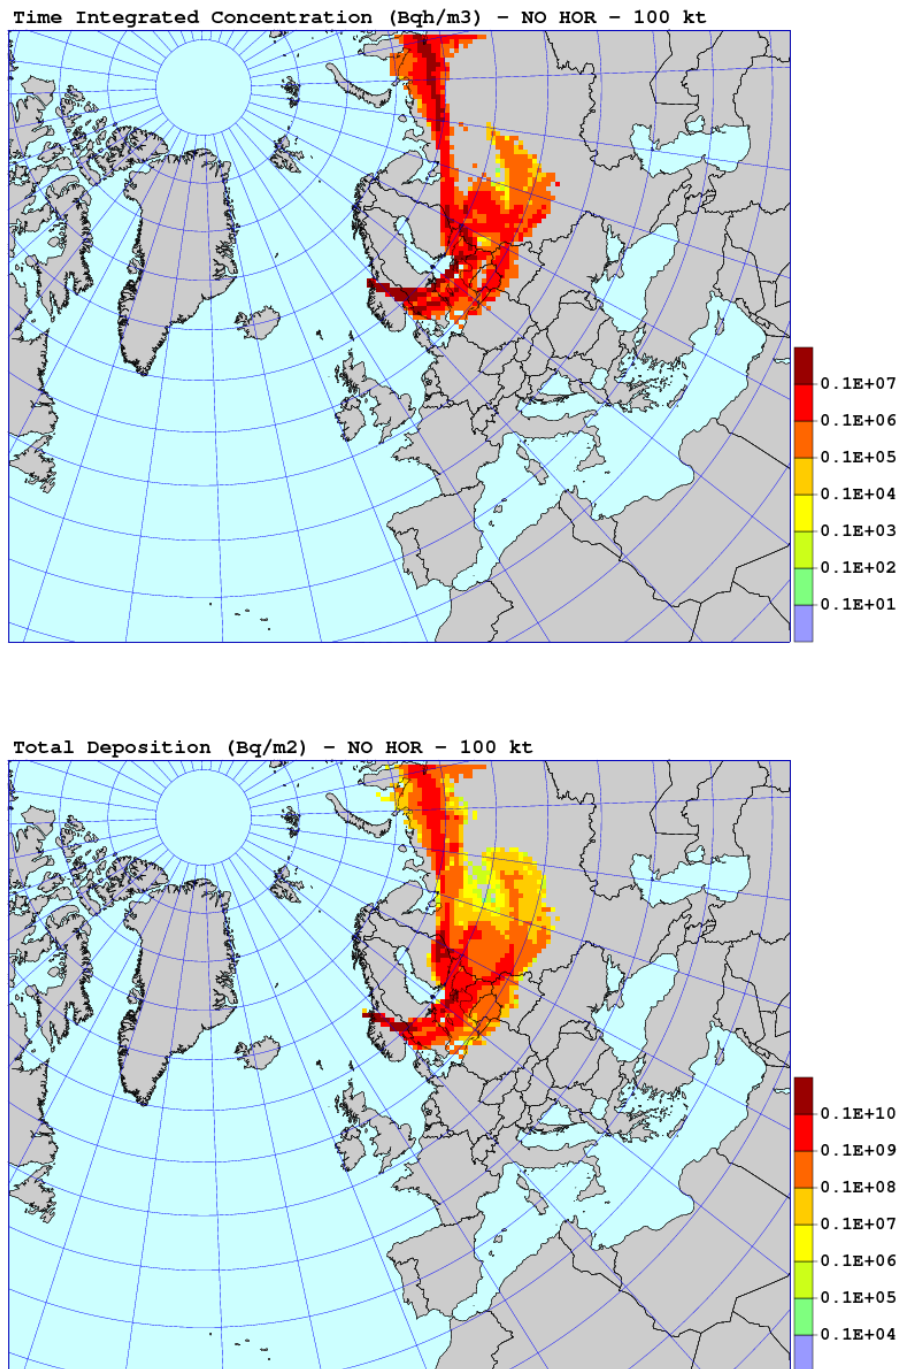 Time Integrated Concentration (Bqh/m3) – NO HOR – 100 kt
0.1E+07
0.1E+06
0.1E+05
0.1E+04
0.1E+03
0.1E+02
0.1E+01
Total Deposition (Bq/m2) – NO HOR – 100 kt
0.1E+10
0.1E+09
0.1E+08
0.1E+07
0.1E+06
0.1E+05
0.1E+04